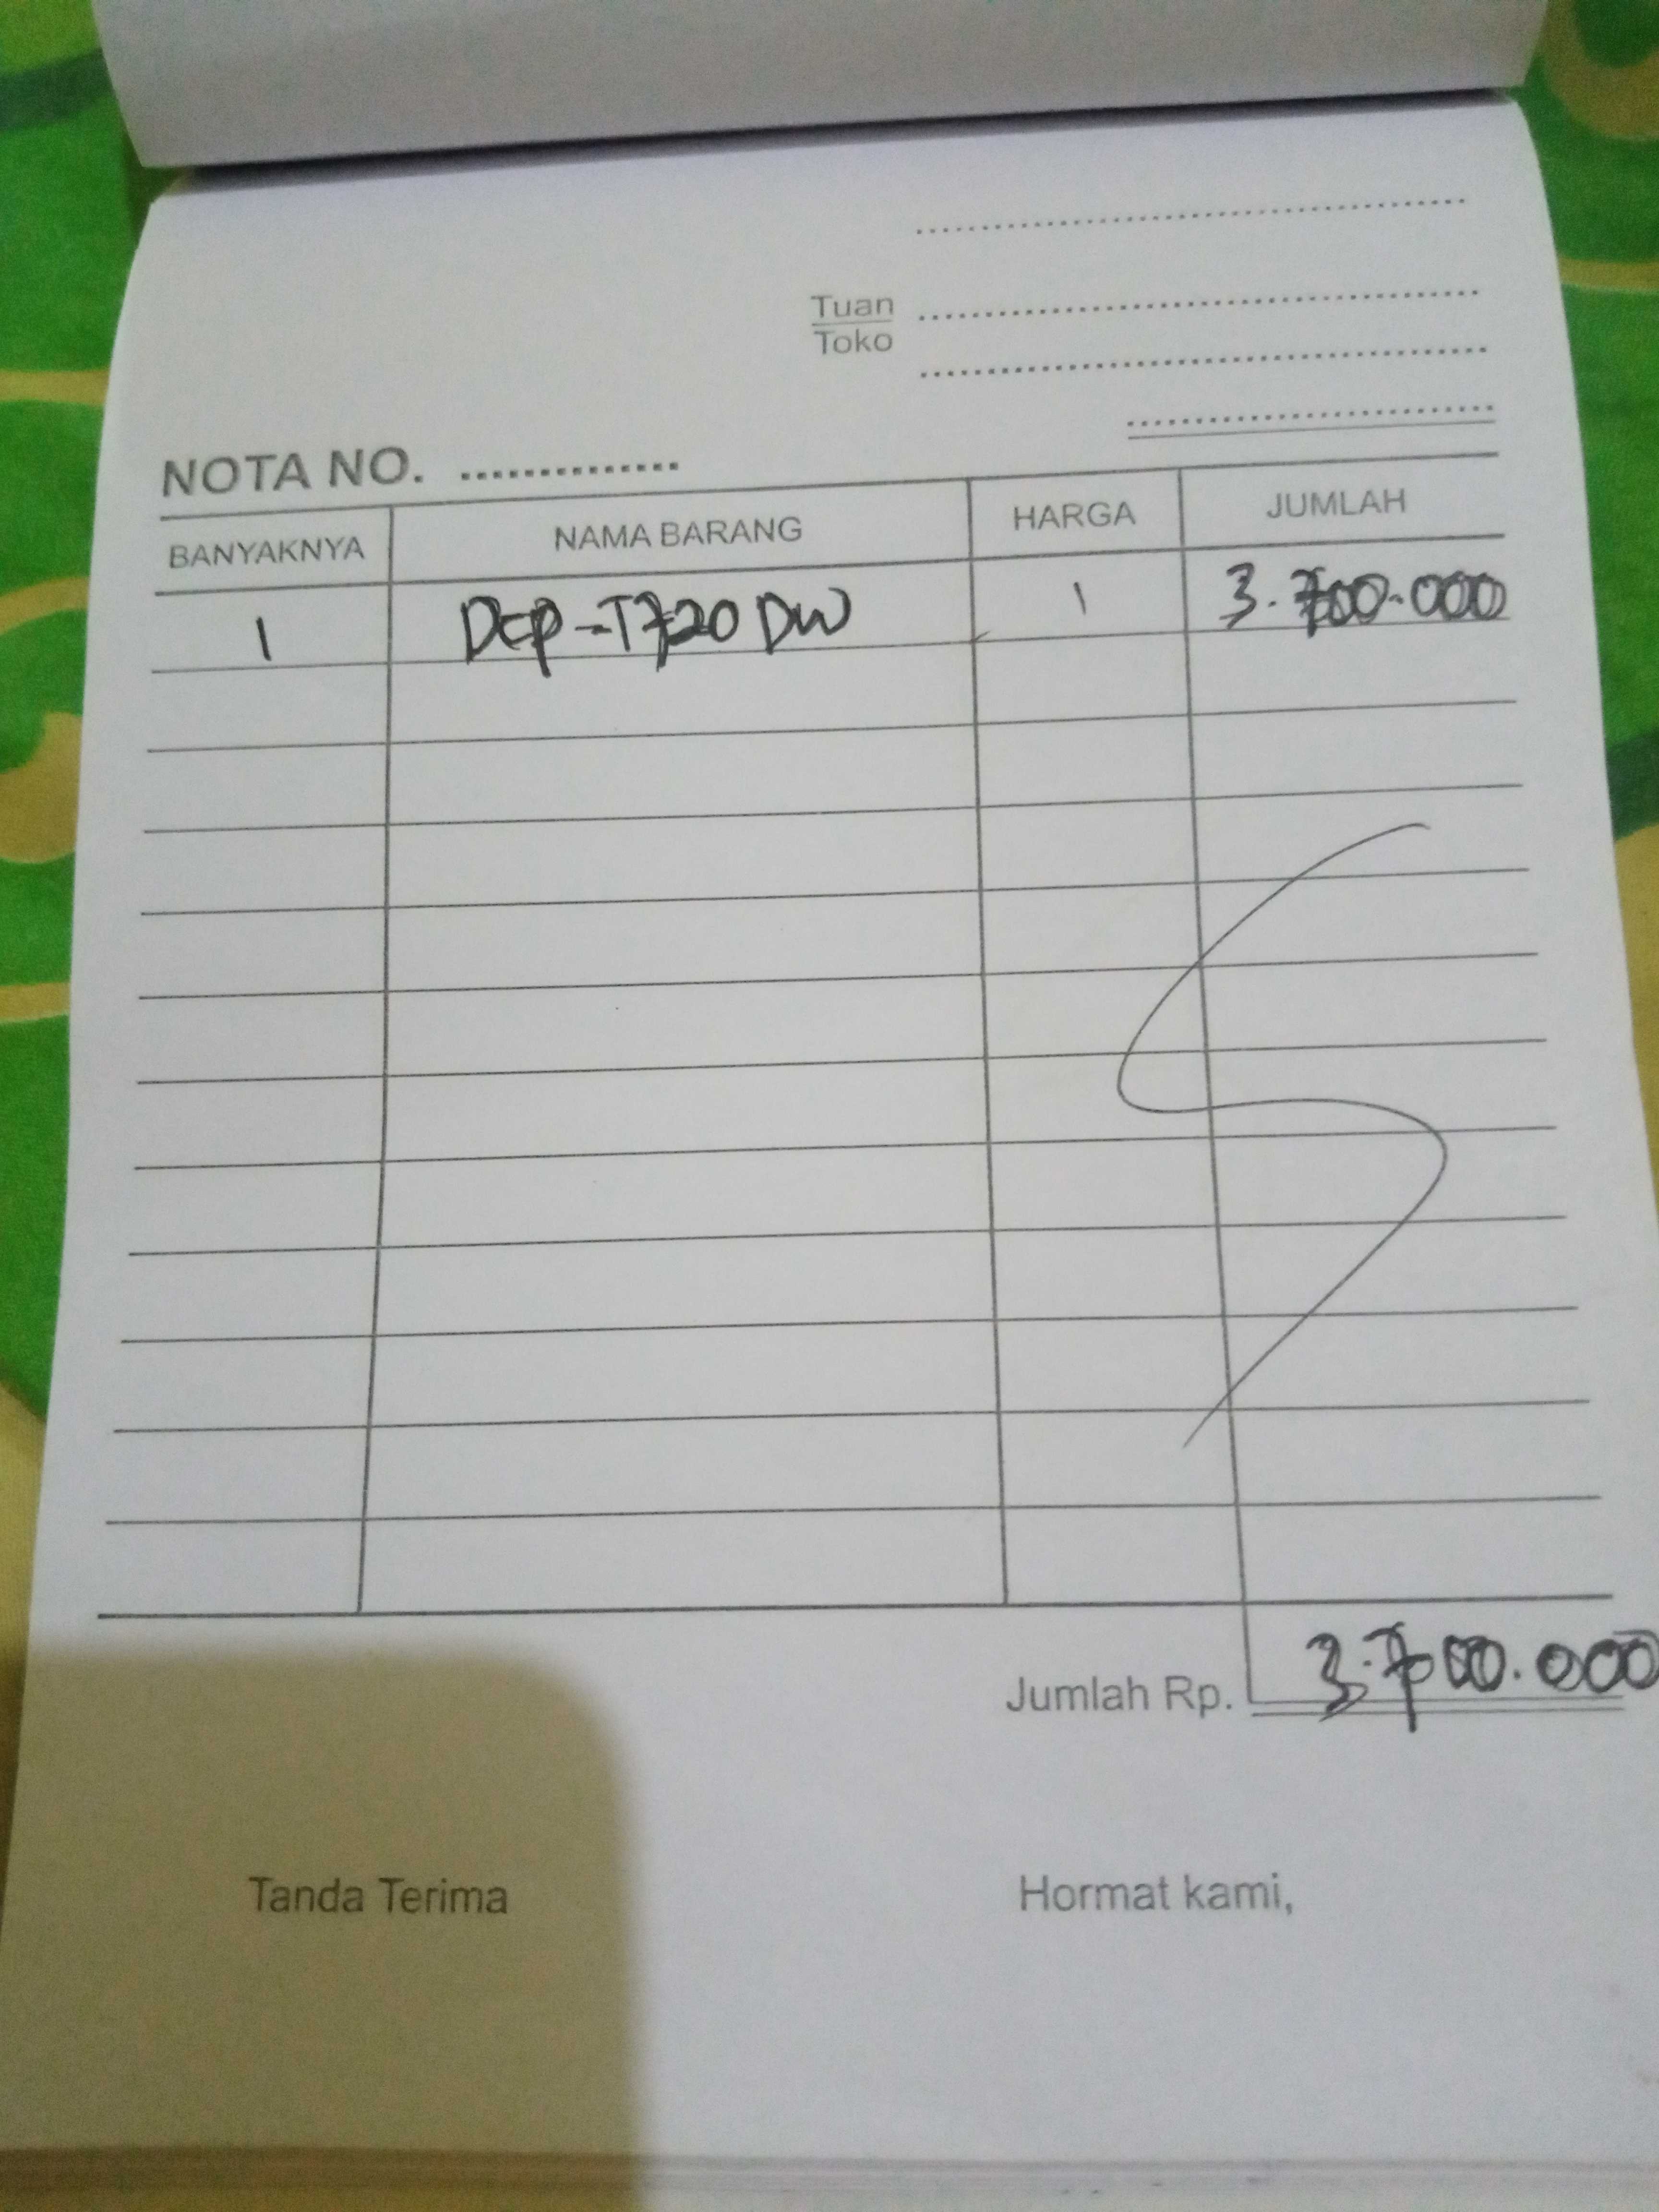 Tuan
Toko
NOTA NO. ..............
BANYAKNYA NAMA BARANG HARGA JUMLAH
1 DCP-T720 DW 1 3.700.000
Jumlah Rp. 3.700.000
Tanda Terima Hormat kami,